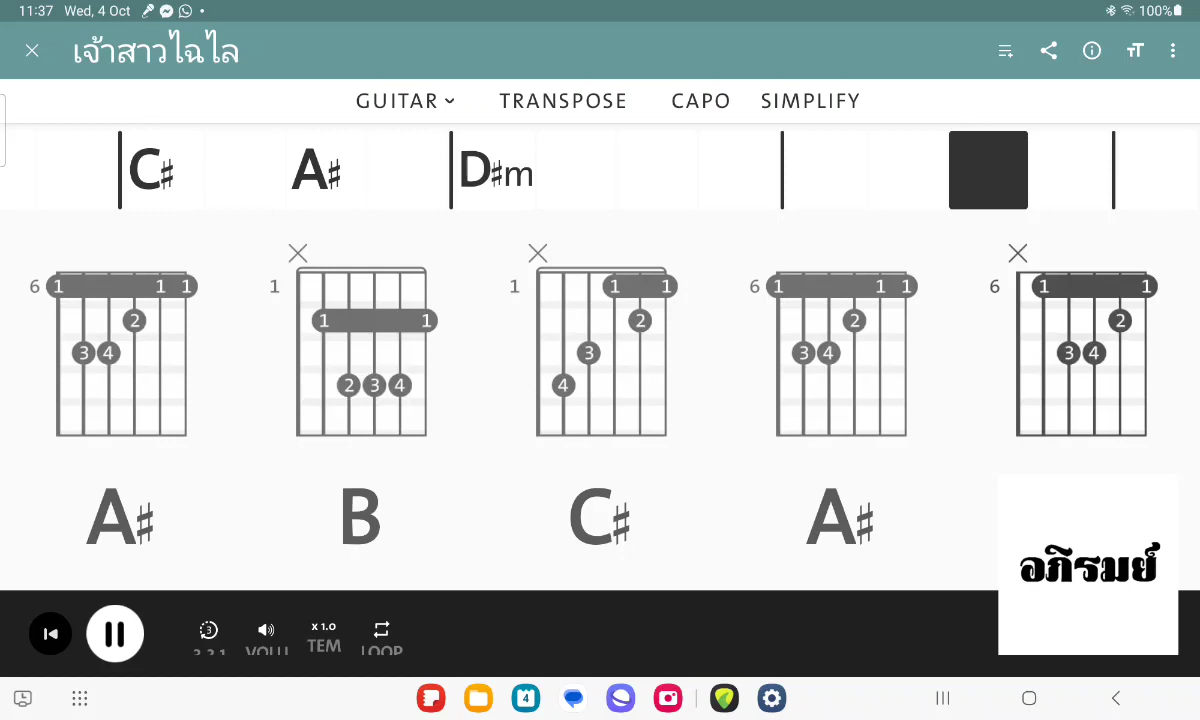 11:37 Wed, 4 Oct 100%
เจ้าสาวไฉไล
GUITAR TRANSPOSE CAPO SIMPLIFY
C♯ A♯ D♯m
6 1 1 1 2 3 4
1 1 1 2 3 4
1 1 1 2 3 4
6 1 1 1 2 3 4
6 1 1 2 3 4
A♯ B C♯ A♯
อภิรมย์
3 x 1.0
TEM LOOP
4